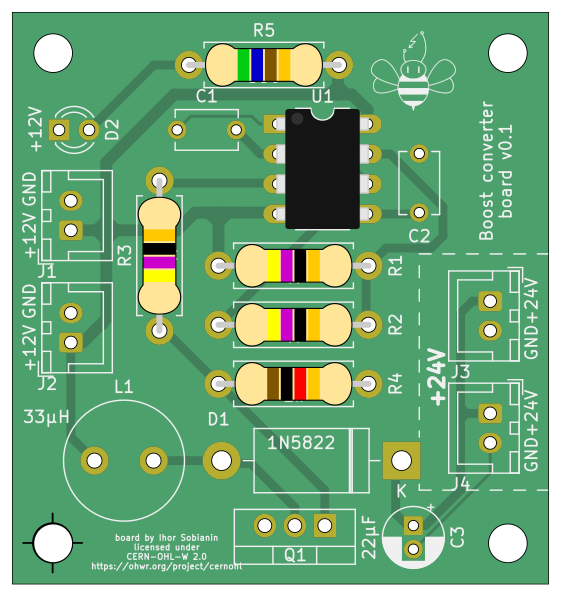 R5
C1
U1
+12V
D2
Boost converter
board v0.1
+12V GND
J1
R3
C2
R1
+12V GND
J2
R2
GND+24V
J3
+24V
R4
L1
33µH
D1
1N5822
K
GND+24V
J4
Q1
22µF
+
C3
board by Ihor Sobianin
licensed under
CERN-OHL-W 2.0
https://ohwr.org/project/cernohl